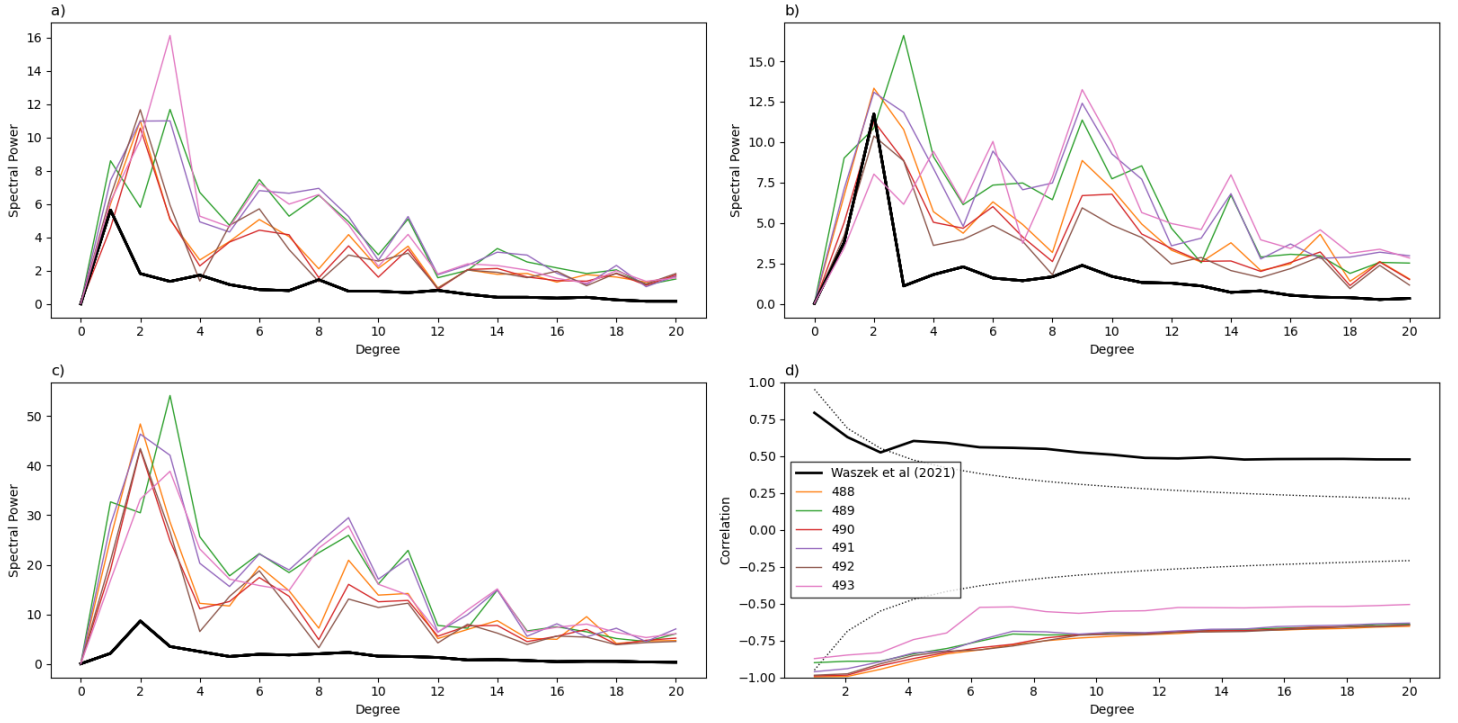 a)
16
14
12
10
8
6
4
2
0
Spectral Power
0 2 4 6 8 10 12 14 16 18 20
Degree
b)
15.0
12.5
10.0
7.5
5.0
2.5
0.0
Spectral Power
0 2 4 6 8 10 12 14 16 18 20
Degree
c)
50
40
30
20
10
0
Spectral Power
0 2 4 6 8 10 12 14 16 18 20
Degree
d)
1.00
0.75
0.50
0.25
0.00
−0.25
−0.50
−0.75
−1.00
Correlation
Waszek et al (2021)
488
489
490
491
492
493
2 4 6 8 10 12 14 16 18 20
Degree